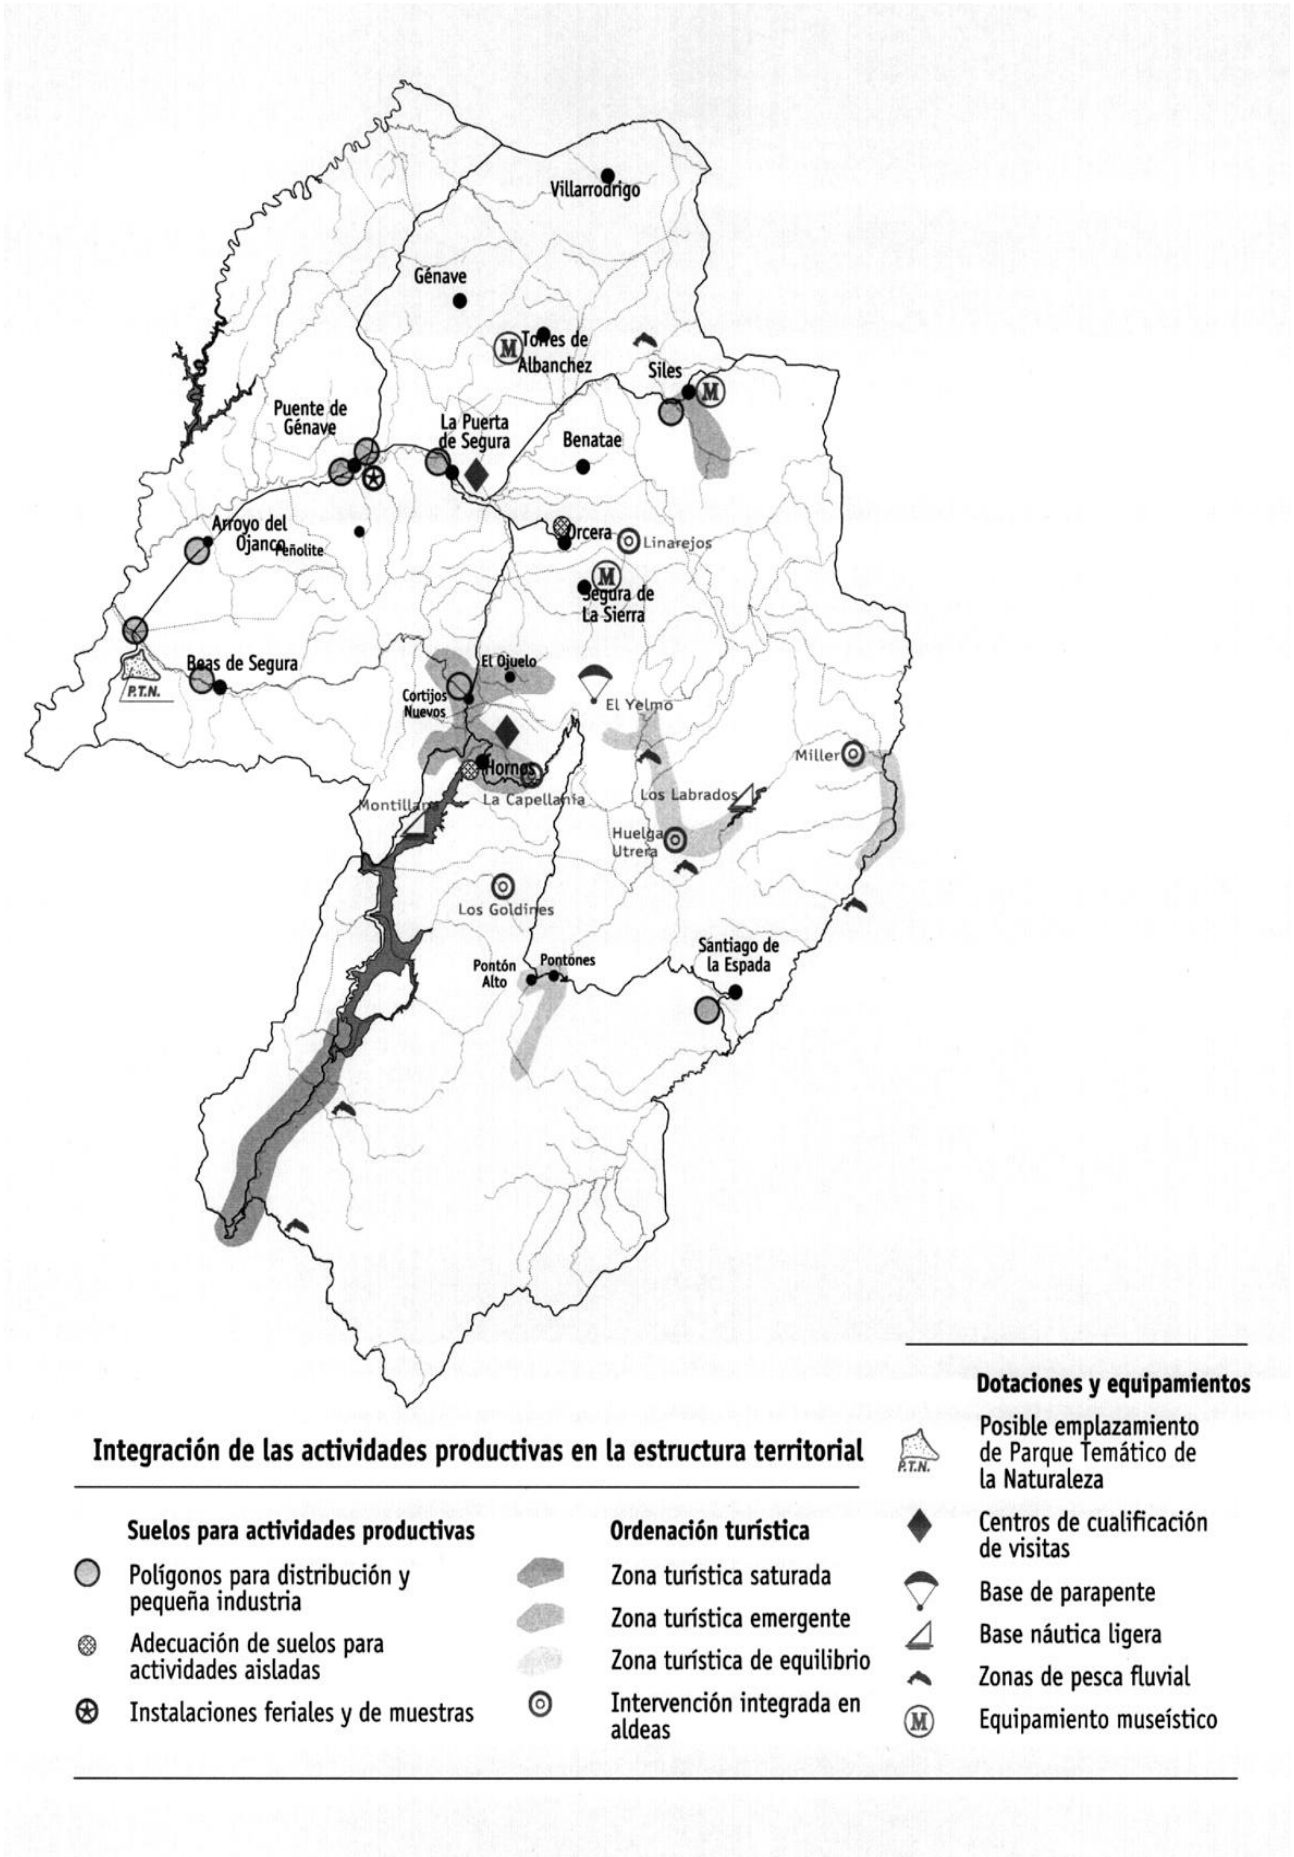 Villarrodrigo
Génave
M
Torres de
Albanchez
Siles
M
Puente de
Génave
La Puerta
de Segura
Benatae
Arroyo del
Ojanco
Peñolite
Orcera
Linarejos
M
Segura de
La Sierra
P.T.N.
Beas de Segura
El Ojuelo
Cortijos
Nuevos
El Yelmo
Miller
Hornos
Montillana
La Capellanía
Los Labrados
Huelga
Utrera
Los Goldines
Santiago de
la Espada
Pontón
Alto
Pontones
Integración de las actividades productivas en la estructura territorial
Suelos para actividades productivas
Polígonos para distribución y
pequeña industria
Adecuación de suelos para
actividades aisladas
Instalaciones feriales y de muestras
Ordenación turística
Zona turística saturada
Zona turística emergente
Zona turística de equilibrio
Intervención integrada en
aldeas
Dotaciones y equipamientos
P.T.N.
Posible emplazamiento
de Parque Temático de
la Naturaleza
Centros de cualificación
de visitas
Base de parapente
Base náutica ligera
Zonas de pesca fluvial
M
Equipamiento museístico